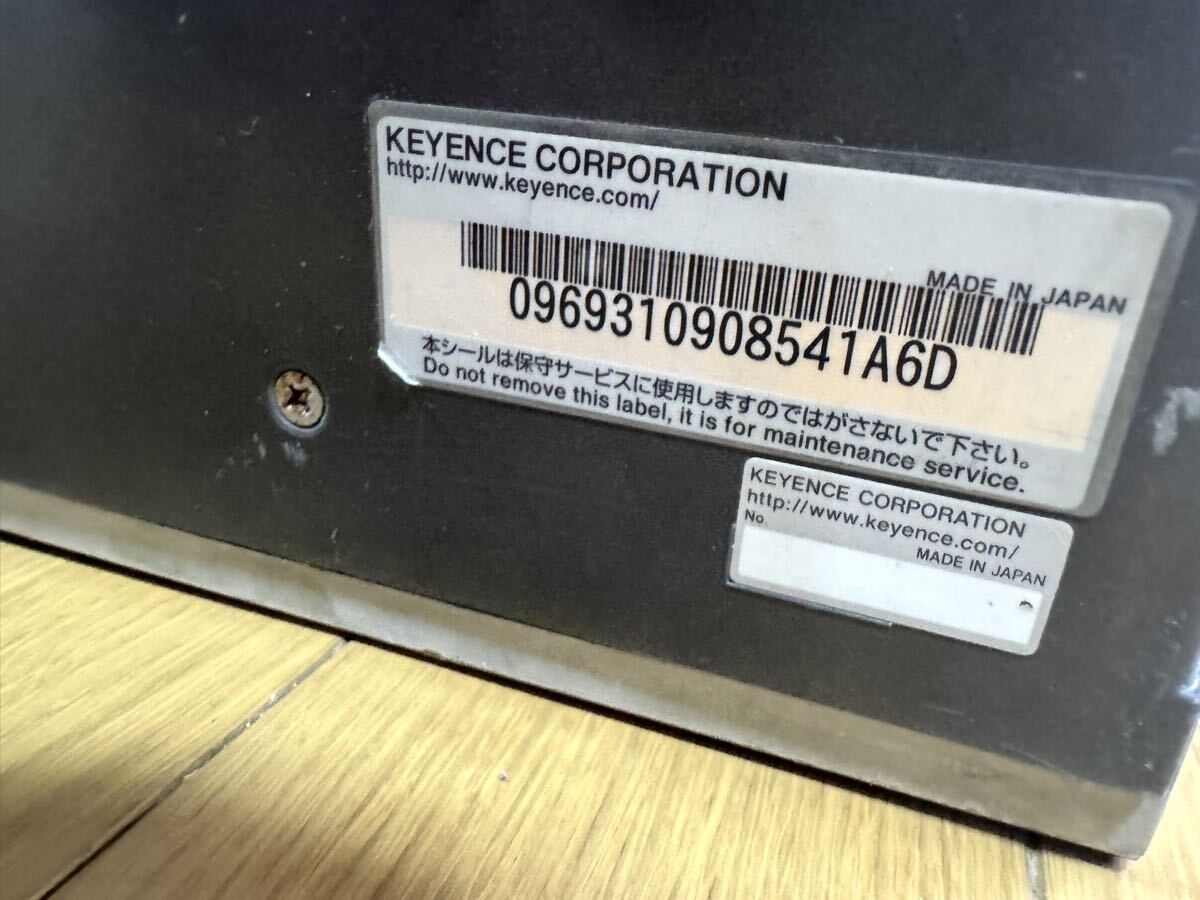 KEYENCE CORPORATION
http://www.keyence.com/
MADE IN JAPAN
0969310908541A6D
本シールは保守サービスに使用しますのではがさないで下さい。
Do not remove this label, it is for maintenance service.
KEYENCE CORPORATION
http://www.keyence.com/
No.
MADE IN JAPAN